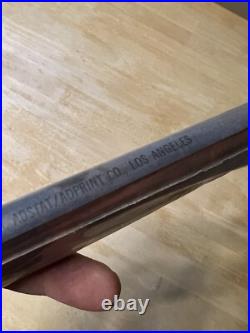 ADSTAT/ADPRINT CO. LOS ANGELES